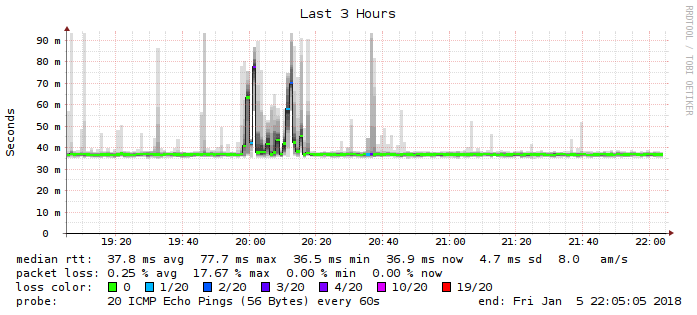 Last 3 Hours
RRDTOOL / TOBI OETIKER
Seconds
90 m
80 m
70 m
60 m
50 m
40 m
30 m
20 m
10 m
0
19:20 19:40 20:00 20:20 20:40 21:00 21:20 21:40 22:00
median rtt: 37.8 ms avg 77.7 ms max 36.5 ms min 36.9 ms now 4.7 ms sd 8.0 am/s
packet loss: 0.25 % avg 17.67 % max 0.00 % min 0.00 % now
loss color: 0 1/20 2/20 3/20 4/20 10/20 19/20
probe: 20 ICMP Echo Pings (56 Bytes) every 60s end: Fri Jan 5 22:05:05 2018